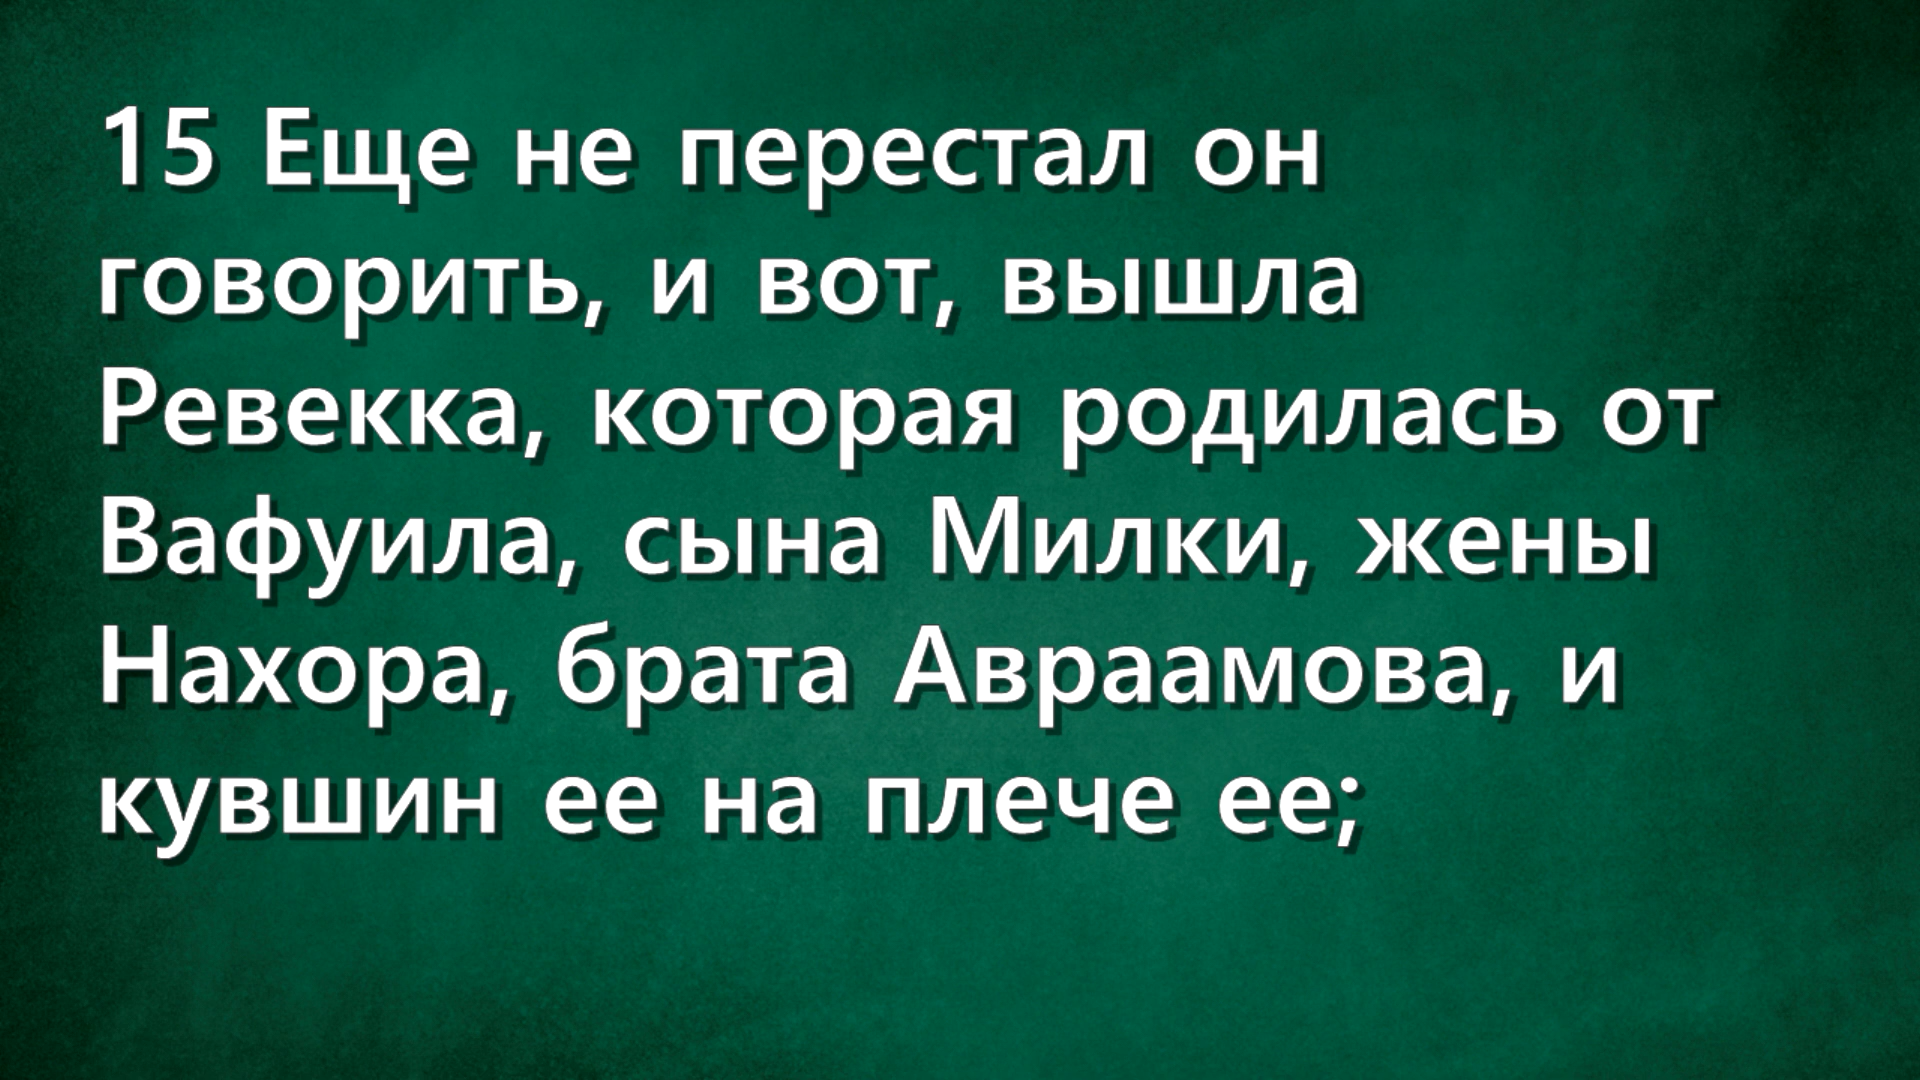 15 Еще не перестал он
говорить, и вот, вышла
Ревекка, которая родилась от
Вафуила, сына Милки, жены
Нахора, брата Авраамова, и
кувшин ее на плече ее;